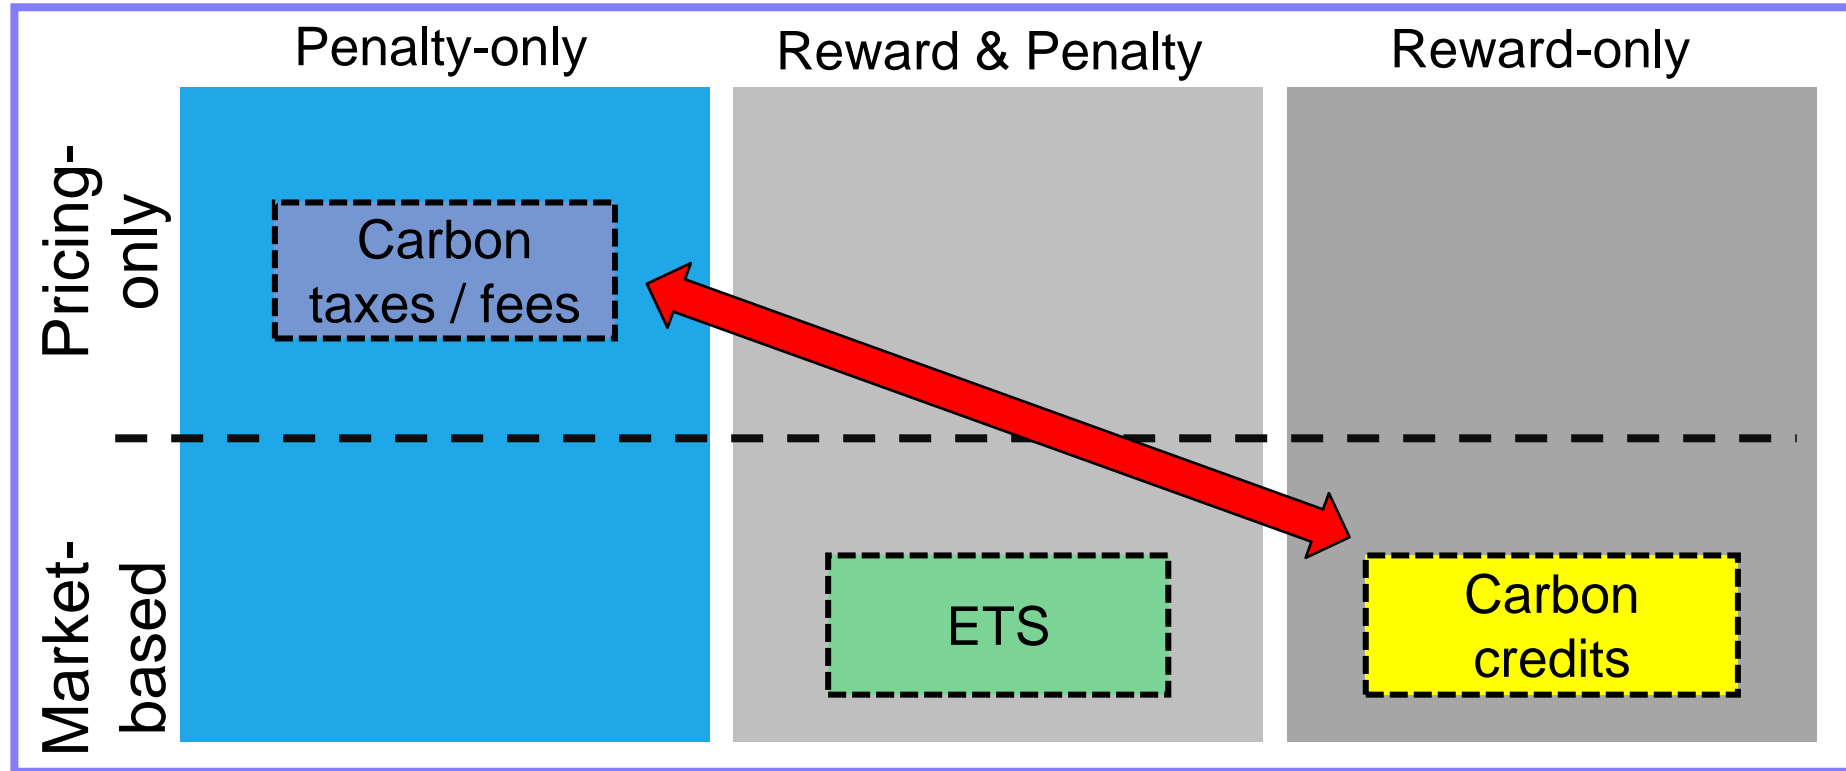 Penalty-only
Reward & Penalty
Reward-only
Pricing-
only
Carbon
taxes / fees
Market-
based
ETS
Carbon
credits